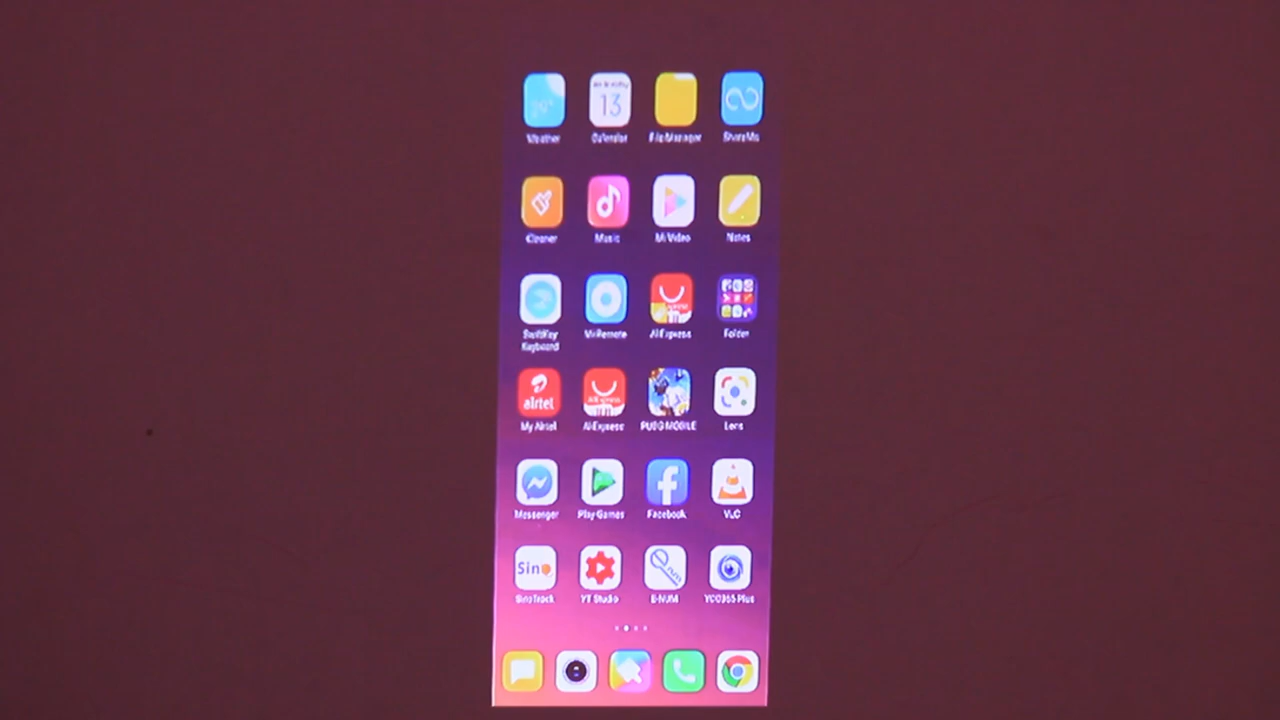 Weather
13
Calendar
File Manager
ShareMe
Cleaner
Music
Mi Video
Notes
SwiftKey
Keyboard
Mi Remote
AliExpress
Folder
airtel
My Airtel
AliExpress
AliExpress
PUBG MOBILE
Lens
Messenger
Play Games
Facebook
VLC
Sino
SinoTrack
YT Studio
E-NUM
YCC365 Plus